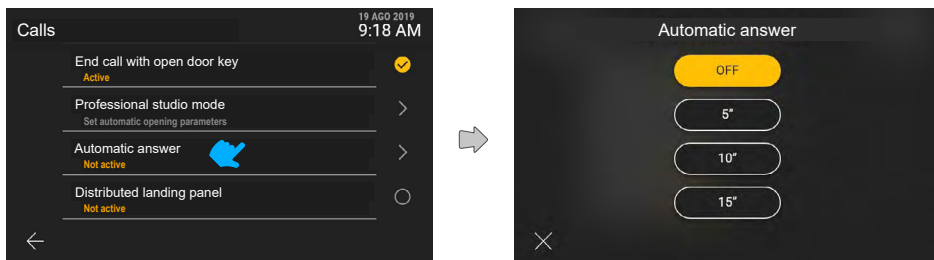 Calls
19 AGO 2019
9:18 AM
End call with open door key
Active
Professional studio mode
Set automatic opening parameters
Automatic answer
Not active
Distributed landing panel
Not active
Automatic answer
OFF
5"
10"
15"